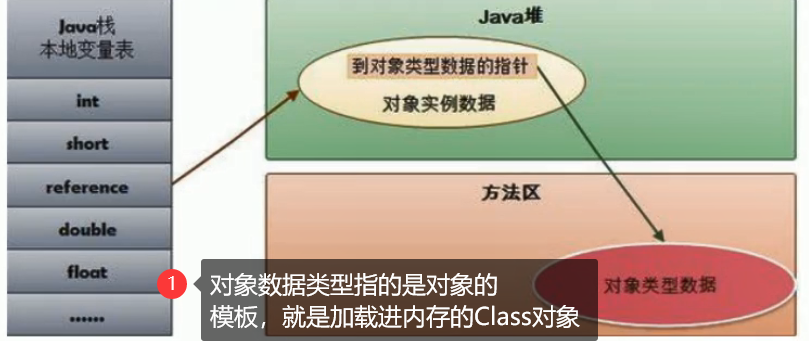 Java栈
本地变量表
int
short
reference
double
float
......
Java堆
到对象类型数据的指针
对象实例数据
方法区
对象类型数据
1
对象数据类型指的是对象的
模板，就是加载进内存的Class对象